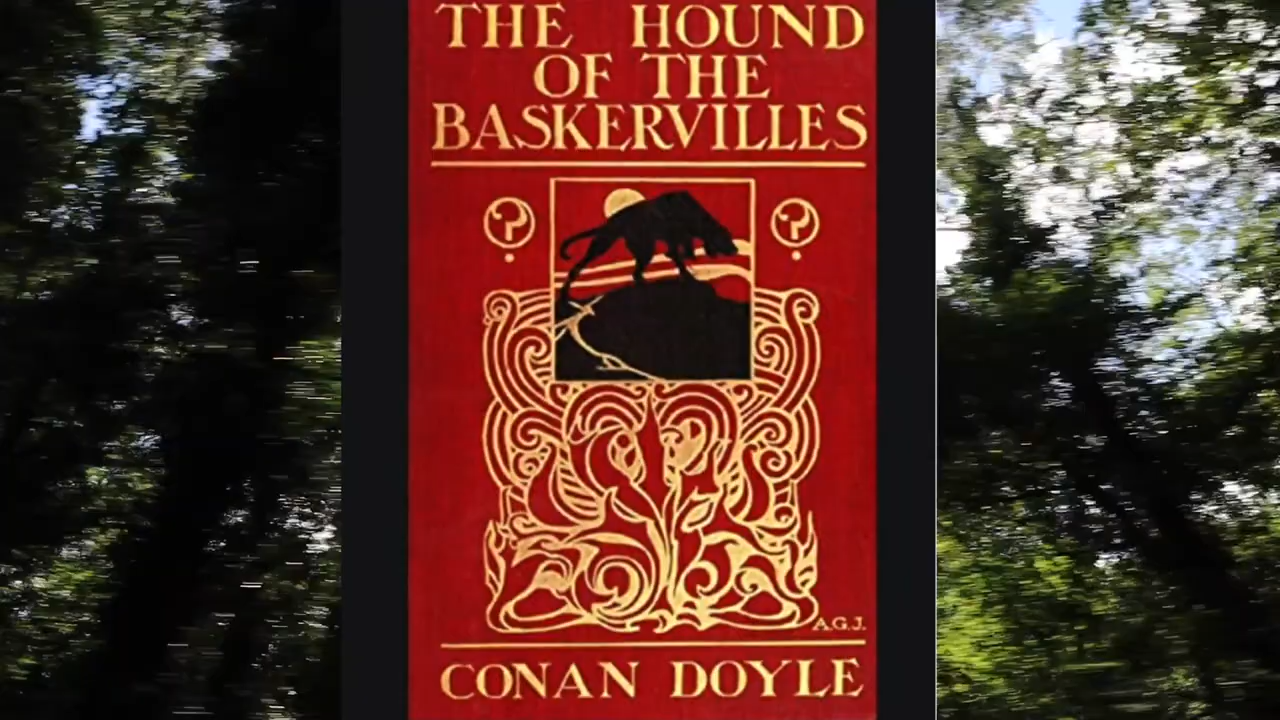 THE HOUND
OF THE
BASKERVILLES
? ?
A.G.J.
CONAN DOYLE